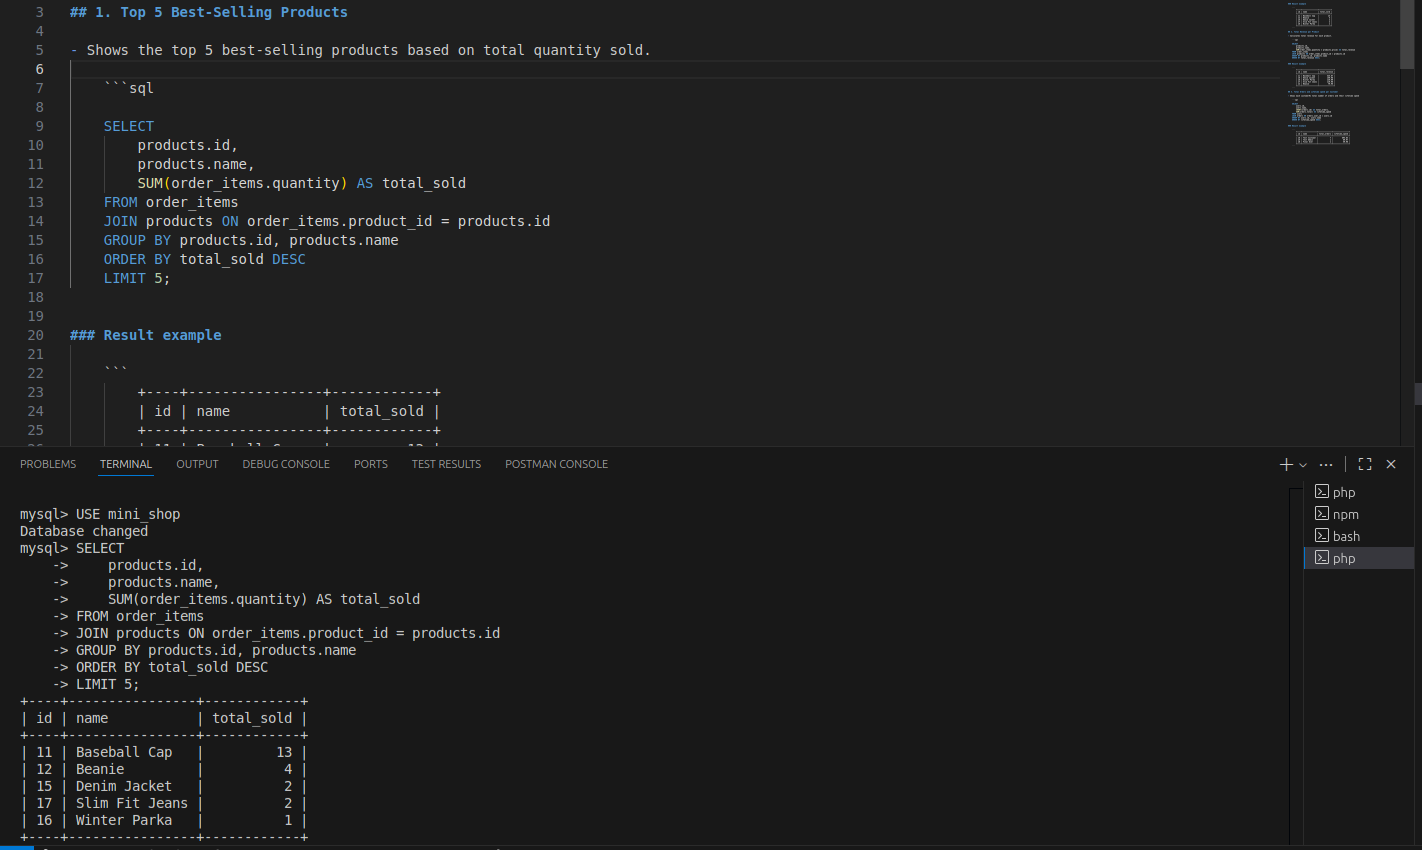 3 ## 1. Top 5 Best-Selling Products
4
5 - Shows the top 5 best-selling products based on total quantity sold.
6
7 ```sql
8
9 SELECT
10 products.id,
11 products.name,
12 SUM(order_items.quantity) AS total_sold
13 FROM order_items
14 JOIN products ON order_items.product_id = products.id
15 GROUP BY products.id, products.name
16 ORDER BY total_sold DESC
17 LIMIT 5;
18
19
20 ### Result example
21
22 ```
23 +----+----------------+------------+
24 | id | name           | total_sold |
25 +----+----------------+------------+
PROBLEMS TERMINAL OUTPUT DEBUG CONSOLE PORTS TEST RESULTS POSTMAN CONSOLE
php
npm
bash
php
mysql> USE mini_shop
Database changed
mysql> SELECT
    ->     products.id,
    ->     products.name,
    ->     SUM(order_items.quantity) AS total_sold
    -> FROM order_items
    -> JOIN products ON order_items.product_id = products.id
    -> GROUP BY products.id, products.name
    -> ORDER BY total_sold DESC
    -> LIMIT 5;
+----+----------------+------------+
| id | name           | total_sold |
+----+----------------+------------+
| 11 | Baseball Cap   |         13 |
| 12 | Beanie         |          4 |
| 15 | Denim Jacket   |          2 |
| 17 | Slim Fit Jeans |          2 |
| 16 | Winter Parka   |          1 |
+----+----------------+------------+